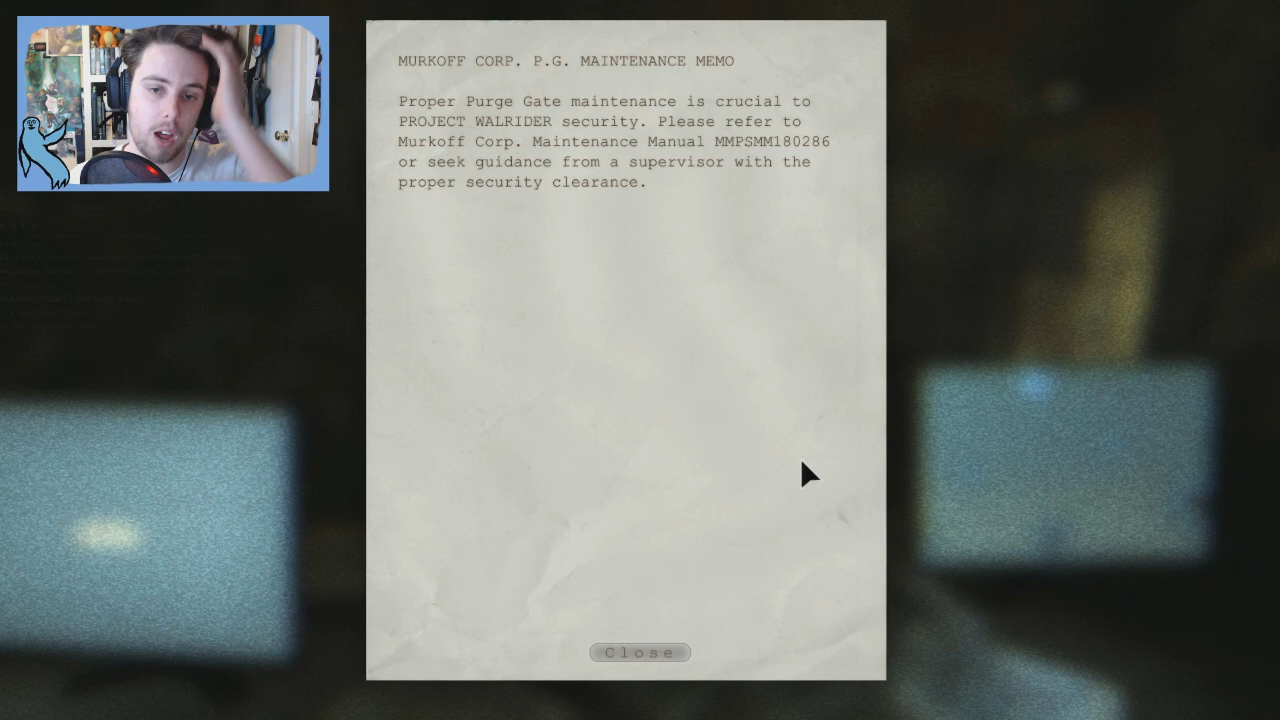 MURKOFF CORP. P.G. MAINTENANCE MEMO
Proper Purge Gate maintenance is crucial to
PROJECT WALRIDER security. Please refer to
Murkoff Corp. Maintenance Manual MMPSMM180286
or seek guidance from a supervisor with the
proper security clearance.
Close